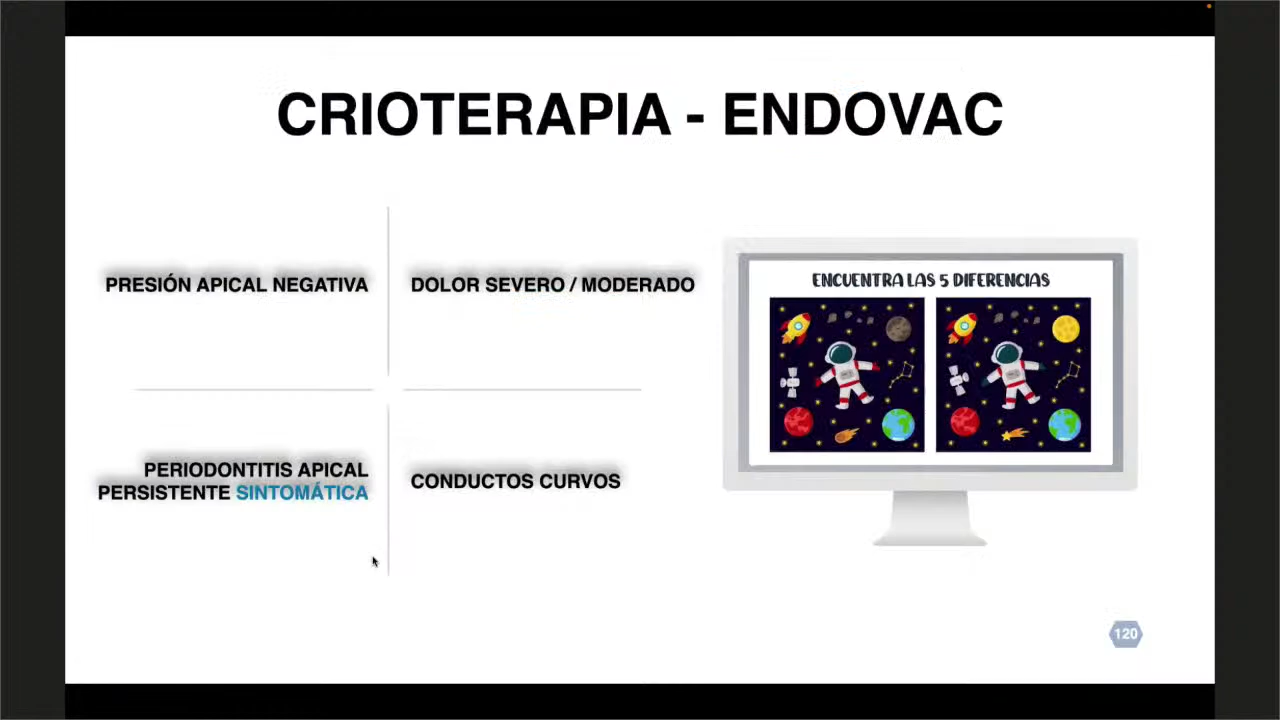 CRIOTERAPIA - ENDOVAC
PRESIÓN APICAL NEGATIVA
DOLOR SEVERO / MODERADO
PERIODONTITIS APICAL
PERSISTENTE SINTOMÁTICA
CONDUCTOS CURVOS
ENCUENTRA LAS 5 DIFERENCIAS
120